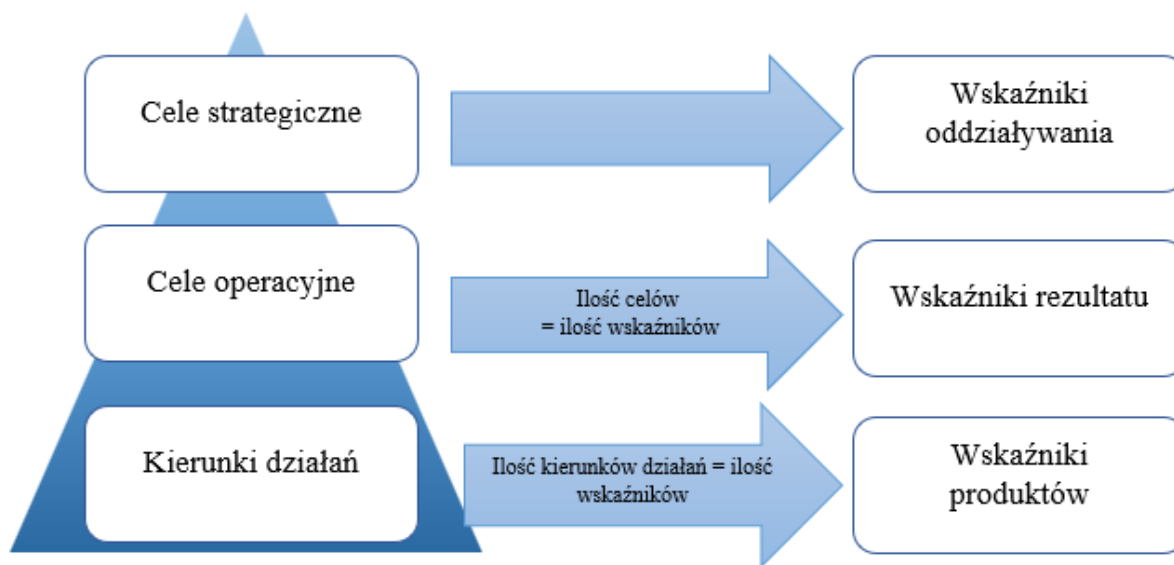 Cele strategiczne
Wskaźniki
oddziaływania
Cele operacyjne
Ilość celów
= ilość wskaźników
Wskaźniki rezultatu
Kierunki działań
Ilość kierunków działań = ilość
wskaźników
Wskaźniki
produktów